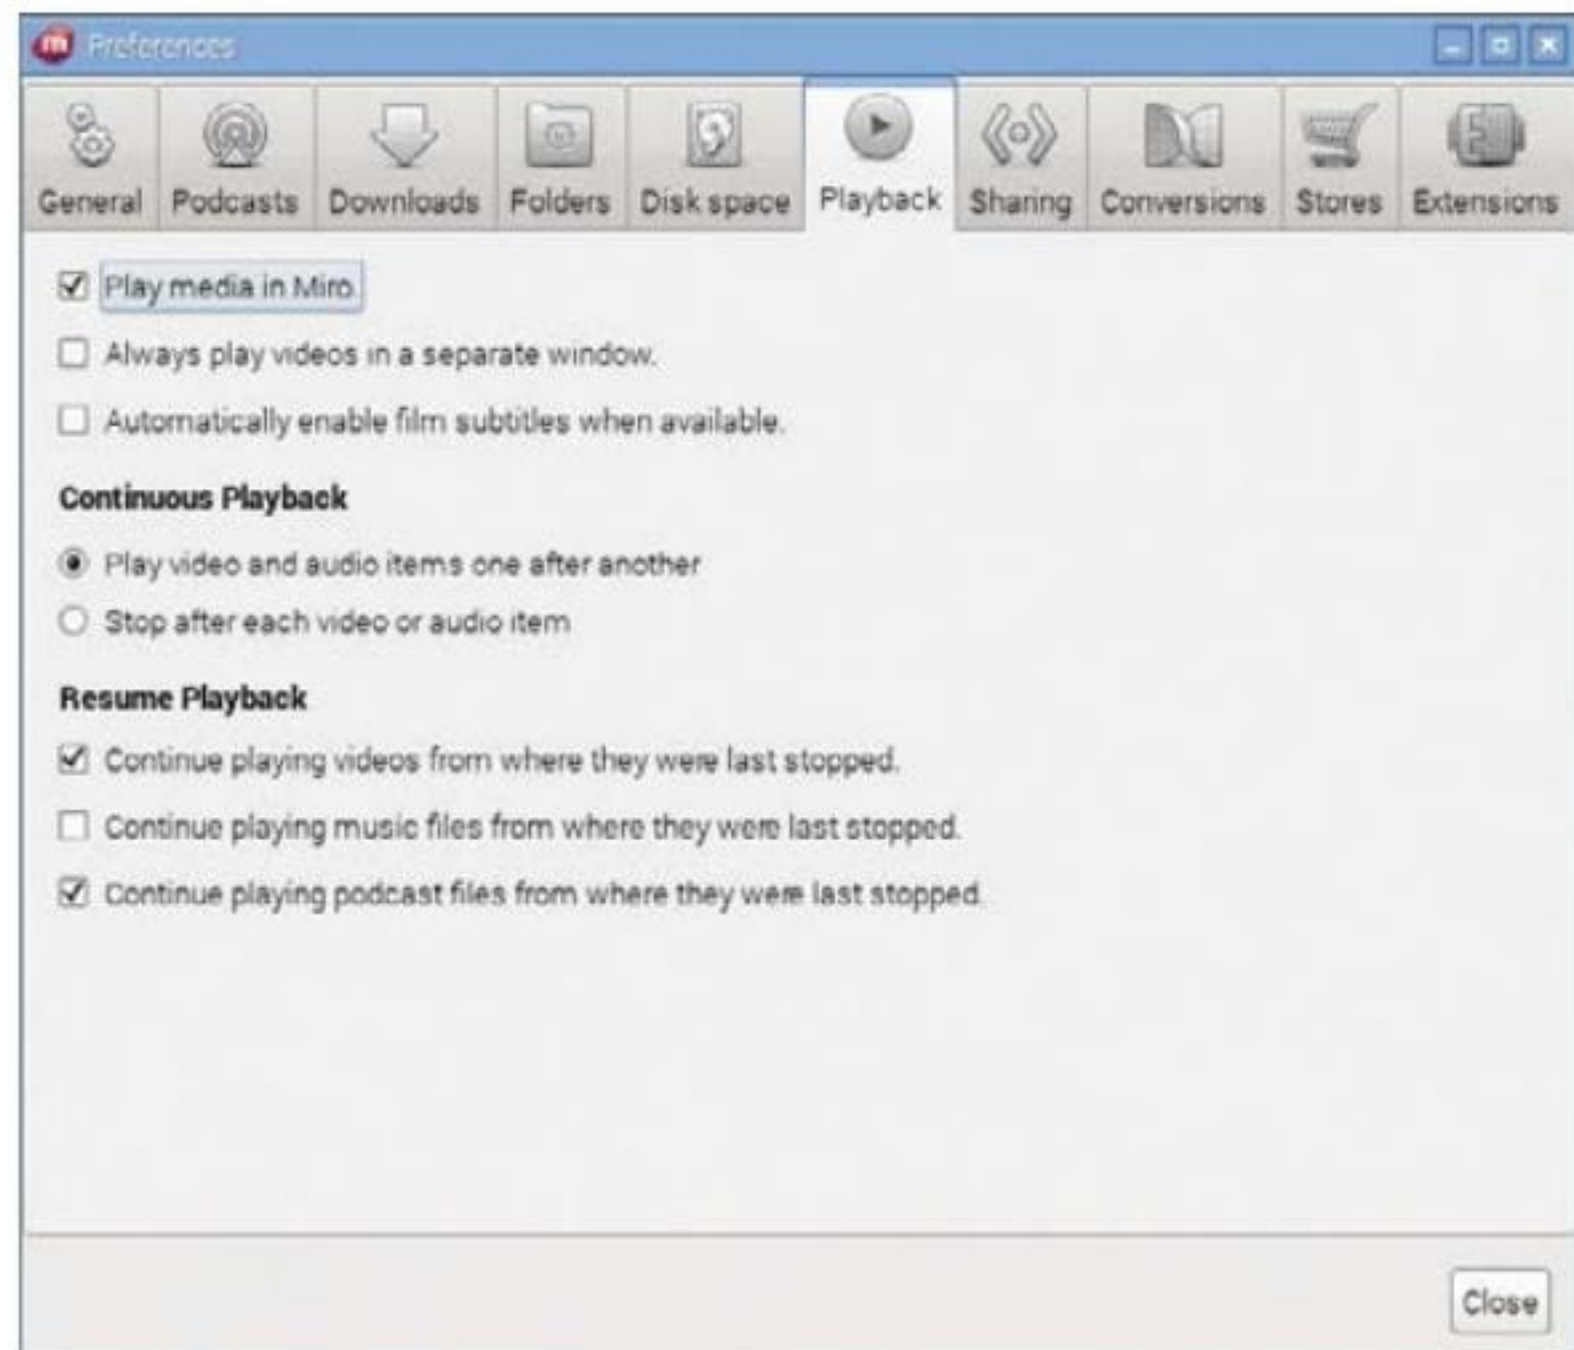 Preferences
General Podcasts Downloads Folders Disk space Playback Sharing Conversions Stores Extensions
Play media in Miro.
Always play videos in a separate window.
Automatically enable film subtitles when available.
Continuous Playback
Play video and audio items one after another
Stop after each video or audio item
Resume Playback
Continue playing videos from where they were last stopped.
Continue playing music files from where they were last stopped.
Continue playing podcast files from where they were last stopped.
Close